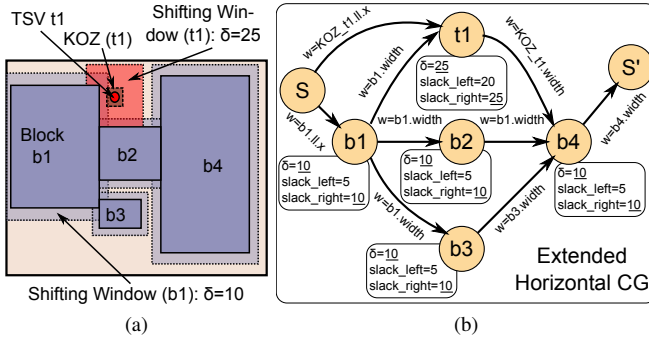 TSV t1
KOZ (t1)
Shifting Win-
dow (t1): δ=25
Block
b1
b2
b3
b4
Shifting Window (b1): δ=10
(a)
w=KOZ_t1.ll.x
t1
S'
δ=25
slack_left=20
slack_right=25
w=b1.width
w=KOZ_t1.width
w=b4.width
S
w=b1.ll.x
b1
w=b1.width
b2
w=b1.width
b4
δ=10
slack_left=5
slack_right=10
δ=10
slack_left=5
slack_right=10
δ=10
slack_left=5
slack_right=10
w=b1.width
w=b3.width
b3
δ=10
slack_left=5
slack_right=10
Extended
Horizontal CG
(b)